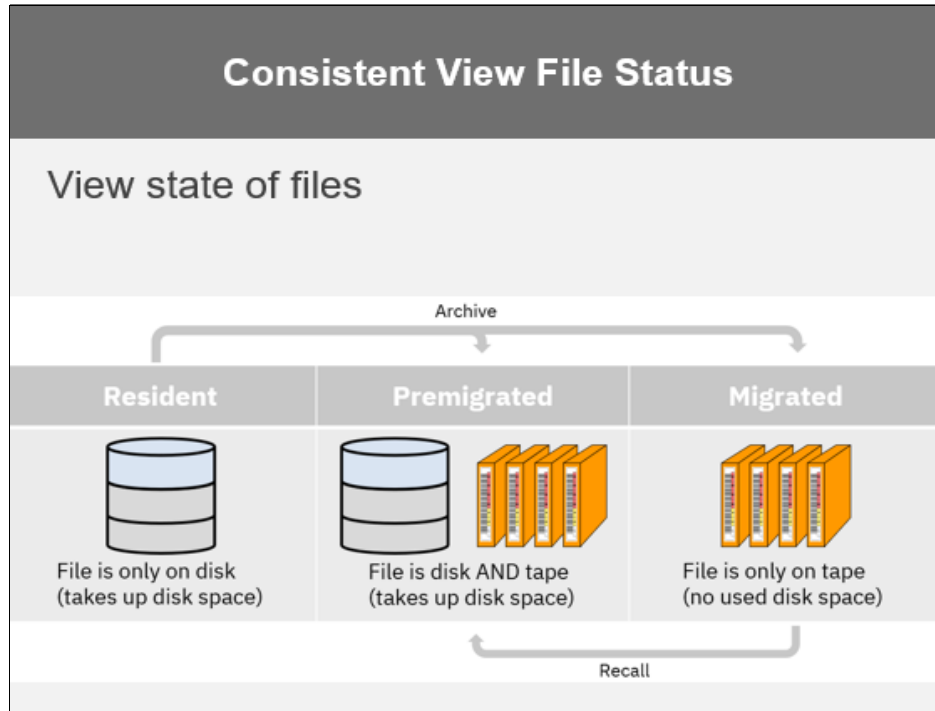 Consistent View File Status
View state of files
Archive
Resident
Premigrated
Migrated
File is only on disk
(takes up disk space)
File is disk AND tape
(takes up disk space)
File is only on tape
(no used disk space)
Recall